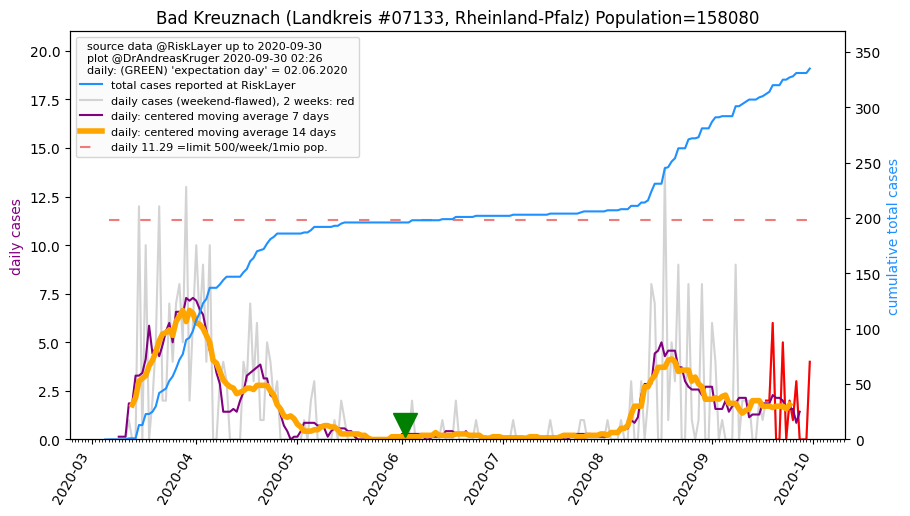 Bad Kreuznach (Landkreis #07133, Rheinland-Pfalz) Population=158080
source data @RiskLayer up to 2020-09-30
plot @DrAndreasKruger 2020-09-30 02:26
daily: (GREEN) 'expectation day' = 02.06.2020
total cases reported at RiskLayer
daily cases (weekend-flawed), 2 weeks: red
daily: centered moving average 7 days
daily: centered moving average 14 days
daily 11.29 =limit 500/week/1mio pop.
daily cases
20.0
17.5
15.0
12.5
10.0
7.5
5.0
2.5
0.0
cumulative total cases
350
300
250
200
150
100
50
0
2020-03
2020-04
2020-05
2020-06
2020-07
2020-08
2020-09
2020-10